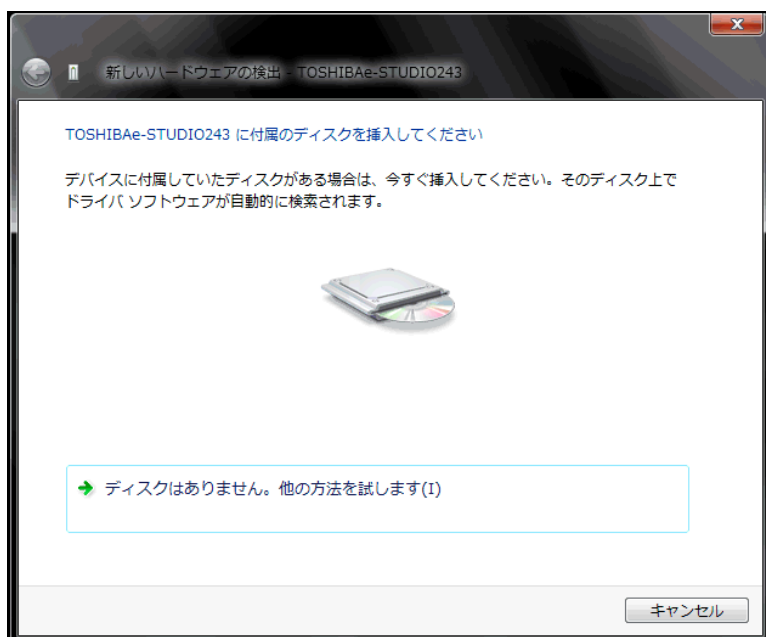 新しいハードウェアの検出 - TOSHIBAe-STUDIO243
TOSHIBAe-STUDIO243 に付属のディスクを挿入してください
デバイスに付属していたディスクがある場合は、今すぐ挿入してください。そのディスク上で
ドライバ ソフトウェアが自動的に検索されます。
ディスクはありません。他の方法を試します(I)
キャンセル